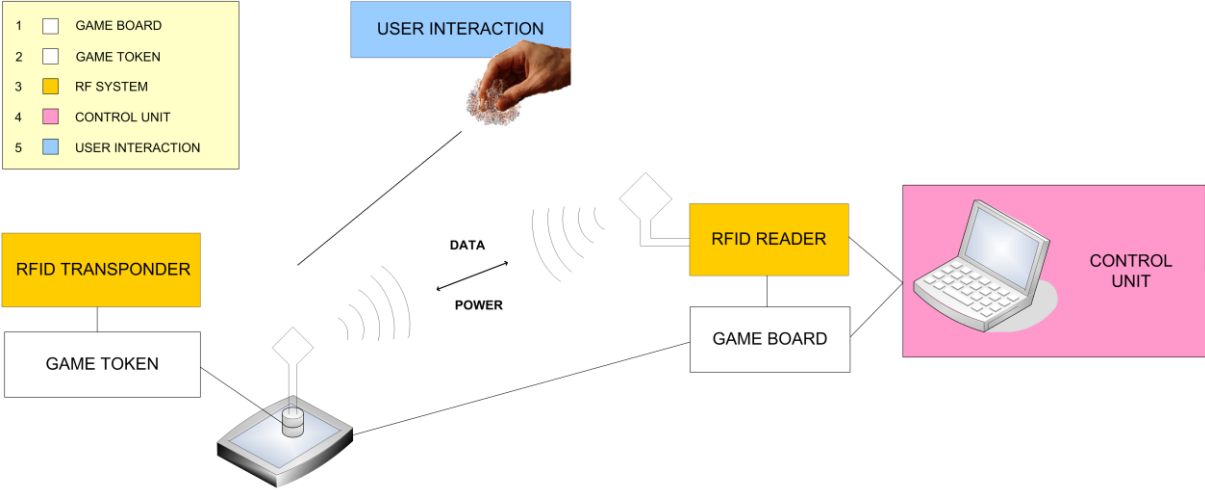 1 GAME BOARD
2 GAME TOKEN
3 RF SYSTEM
4 CONTROL UNIT
5 USER INTERACTION
USER INTERACTION
RFID TRANSPONDER
GAME TOKEN
DATA
POWER
RFID READER
GAME BOARD
CONTROL
UNIT